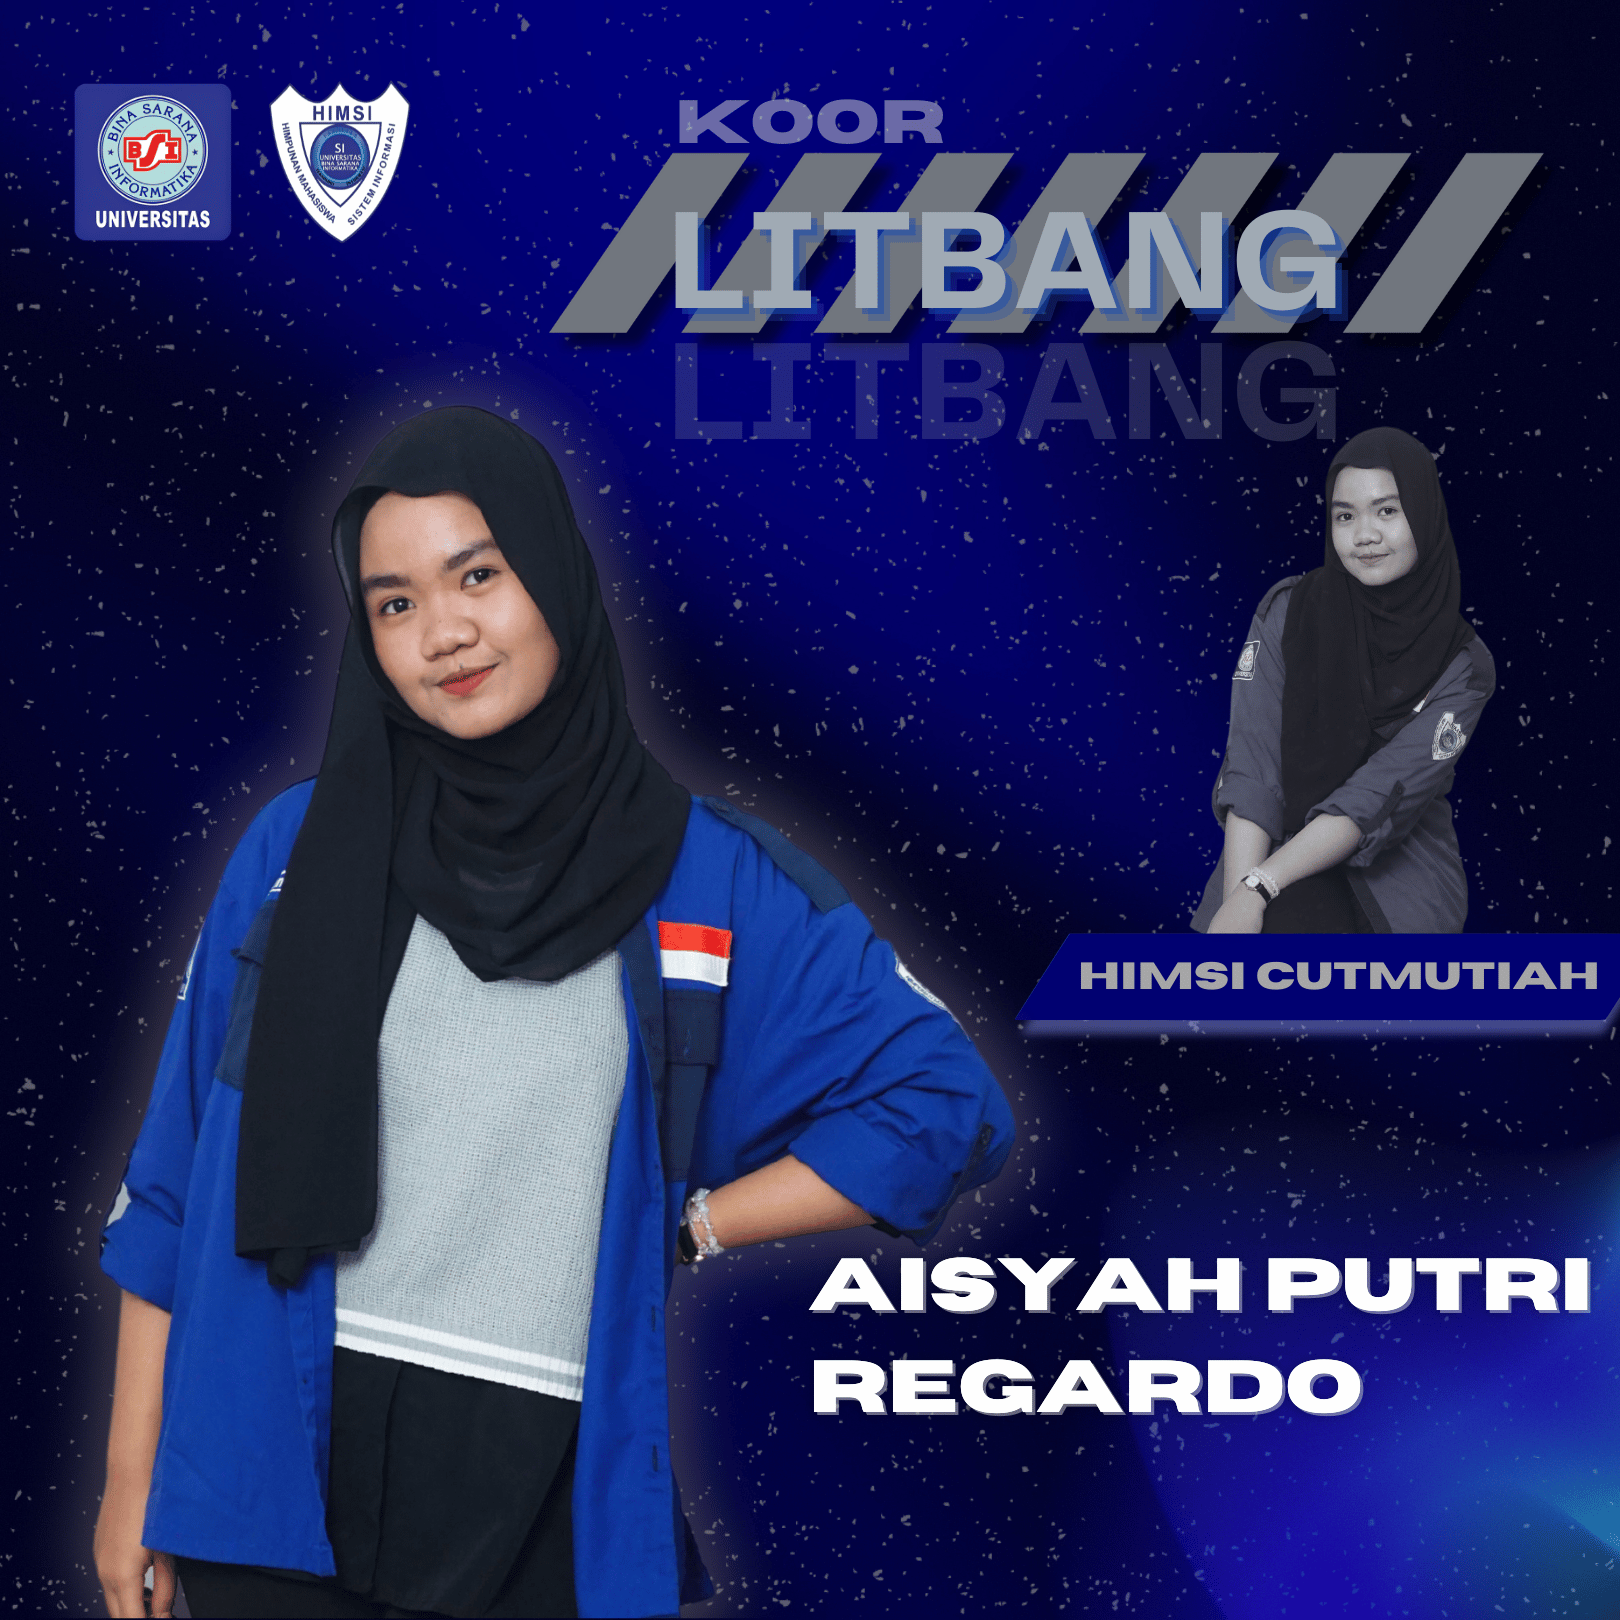 BINA SARANA
BSI
INFORMATIKA
UNIVERSITAS
HIMSI
HIMPUNAN MAHASISWA
SISTEM INFORMASI
SI
UNIVERSITAS
BINA SARANA
INFORMATIKA
KOOR
LITBANG
LITBANG
HIMSI CUTMUTIAH
AISYAH PUTRI
REGARDO